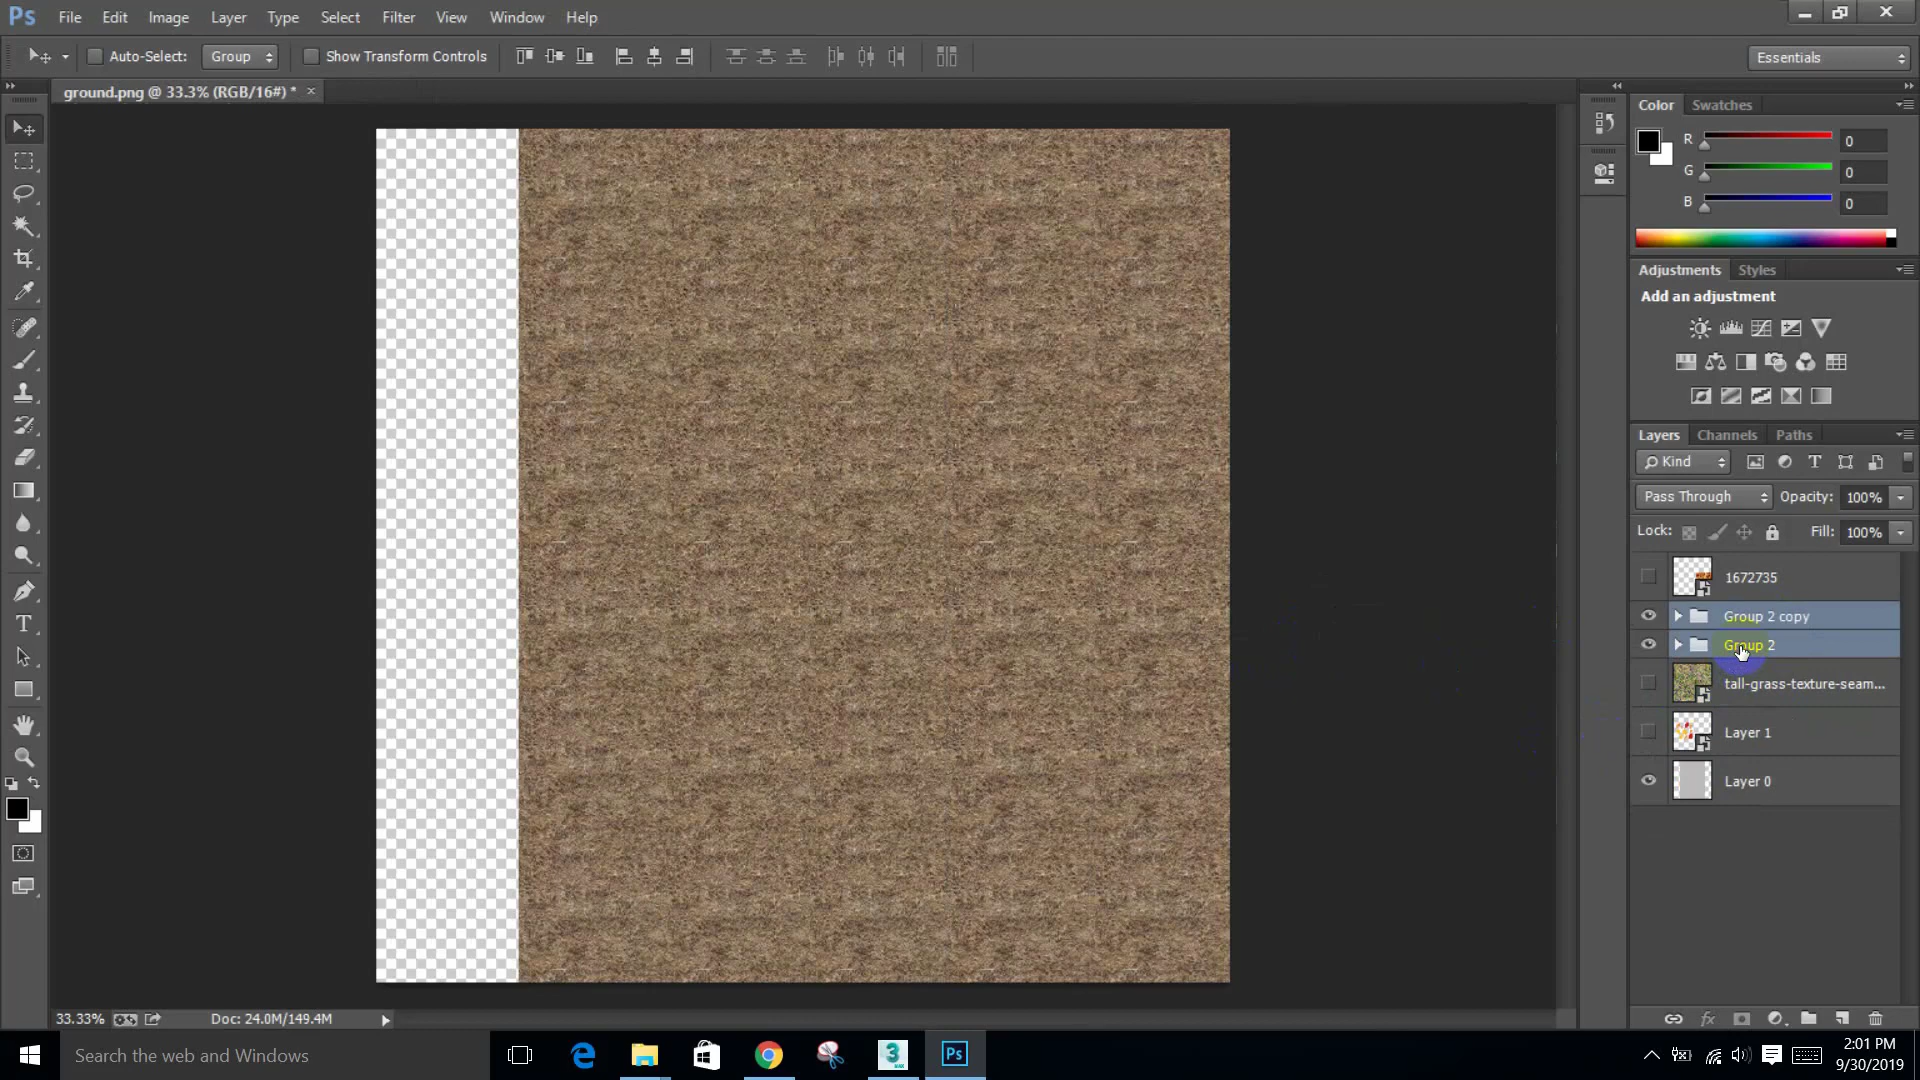 Ps File Edit Image Layer Type Select Filter View Window Help
Auto-Select: Group Show Transform Controls Essentials
ground.png @ 33.3% (RGB/16#) * ×
Color Swatches
R 0
G 0
B 0
Adjustments Styles
Add an adjustment
Layers Channels Paths
Kind
Pass Through Opacity: 100%
Lock: Fill: 100%
1672735
Group 2 copy
Group 2
tall-grass-texture-seam...
Layer 1
Layer 0
33.33% Doc: 24.0M/149.4M
Search the web and Windows
2:01 PM
9/30/2019